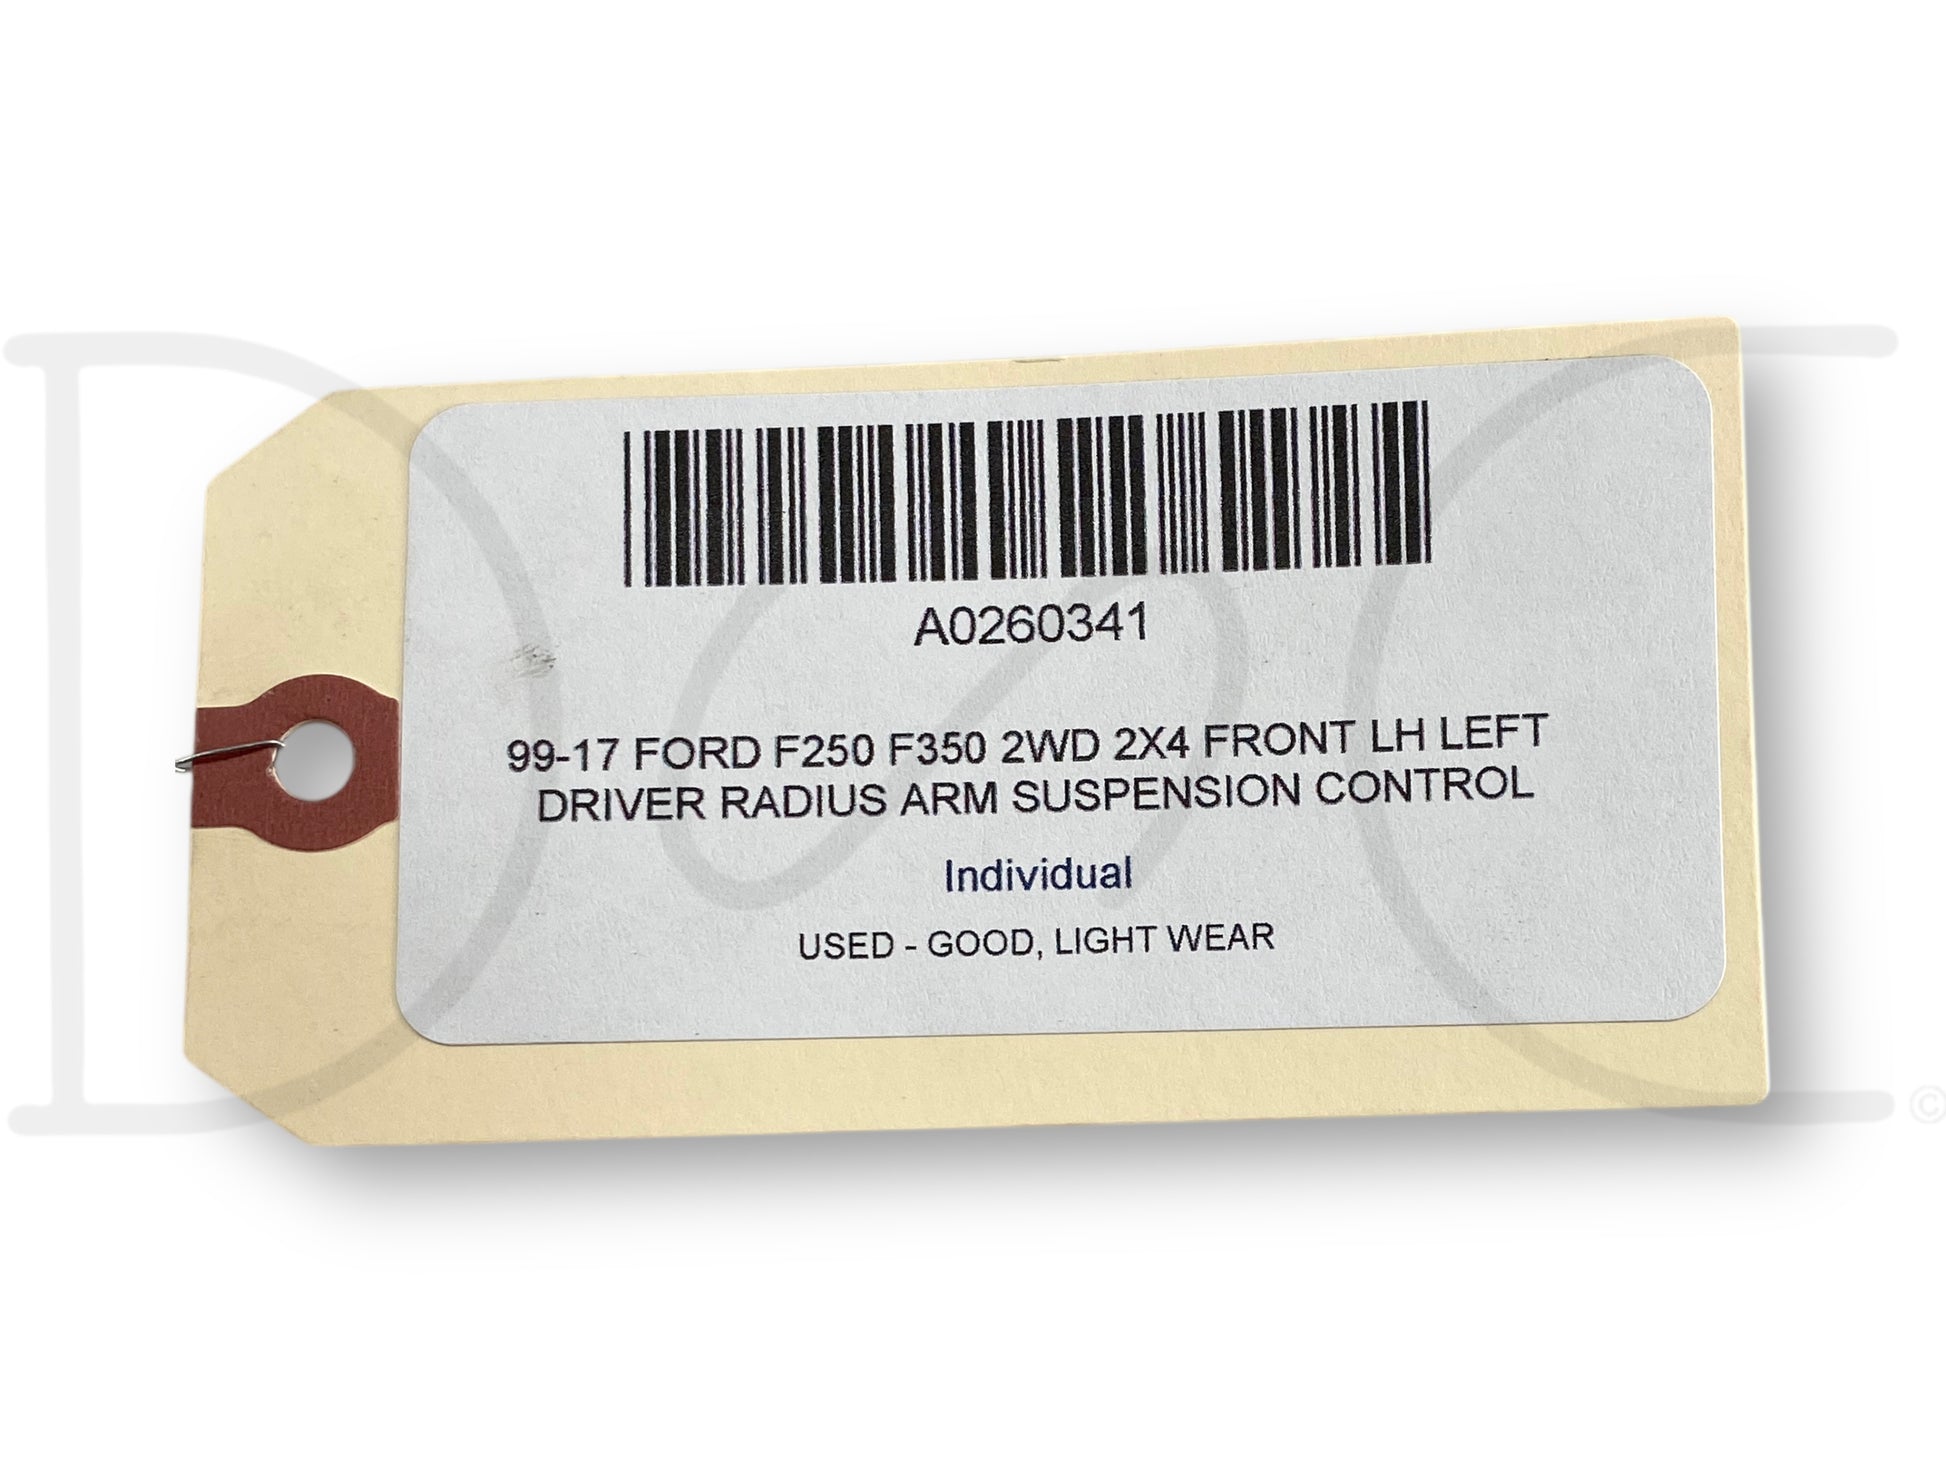 A0260341
99-17 FORD F250 F350 2WD 2X4 FRONT LH LEFT
DRIVER RADIUS ARM SUSPENSION CONTROL
Individual
USED - GOOD, LIGHT WEAR
©